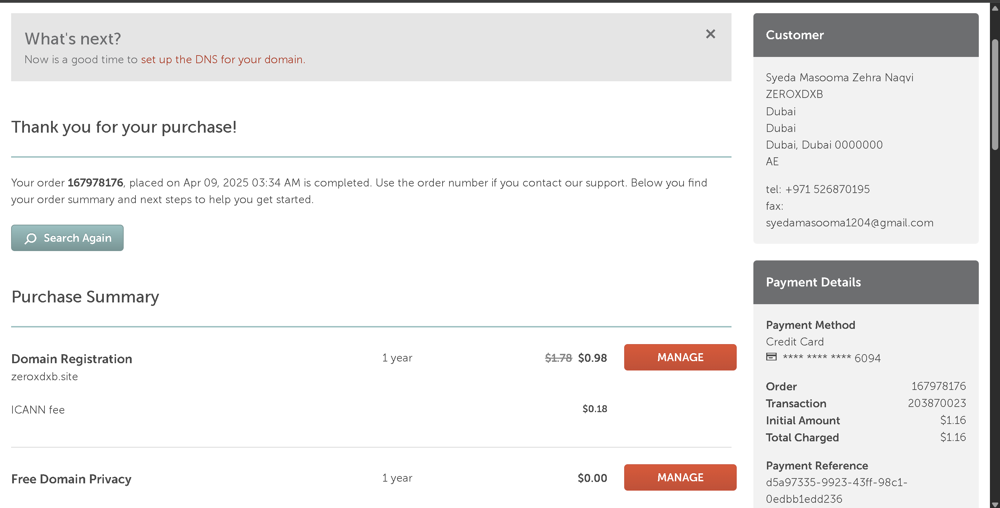 What's next?
Now is a good time to set up the DNS for your domain.
Thank you for your purchase!
Your order 167978176, placed on Apr 09, 2025 03:34 AM is completed. Use the order number if you contact our support. Below you find
your order summary and next steps to help you get started.
Search Again
Purchase Summary
Domain Registration 1 year $1.78 $0.98 MANAGE
zeroxdxb.site
ICANN fee $0.18
Free Domain Privacy 1 year $0.00 MANAGE
Customer
Syeda Masooma Zehra Naqvi
ZEROXDXB
Dubai
Dubai
Dubai, Dubai 0000000
AE
tel: +971 526870195
fax:
syedamasooma1204@gmail.com
Payment Details
Payment Method
Credit Card
**** **** **** 6094
Order 167978176
Transaction 203870023
Initial Amount $1.16
Total Charged $1.16
Payment Reference
d5a97335-9923-43ff-98c1-
0edbb1edd236